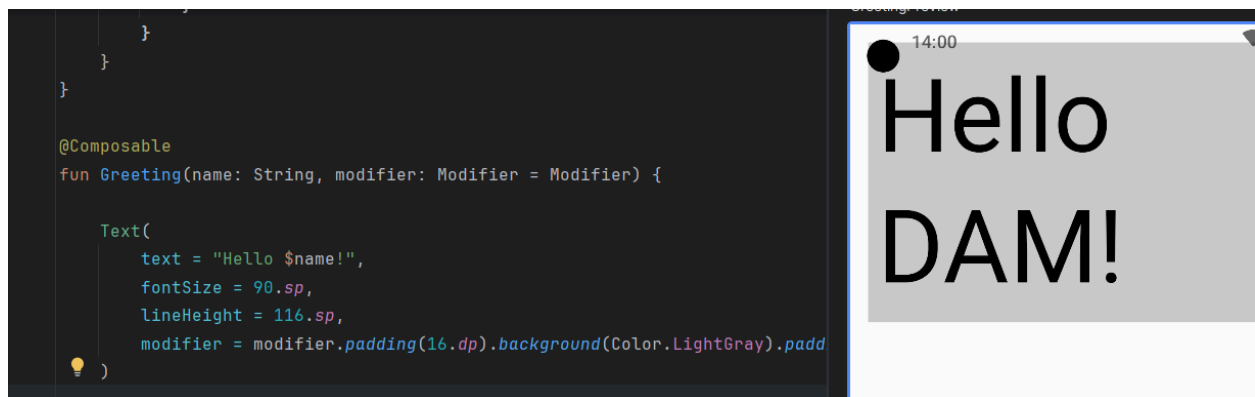 }
}
}
}
@Composable
fun Greeting(name: String, modifier: Modifier = Modifier) {
Text(
text = "Hello $name!",
fontSize = 90.sp,
lineHeight = 116.sp,
modifier = modifier.padding(16.dp).background(Color.LightGray).padd
)
14:00
Hello
DAM!